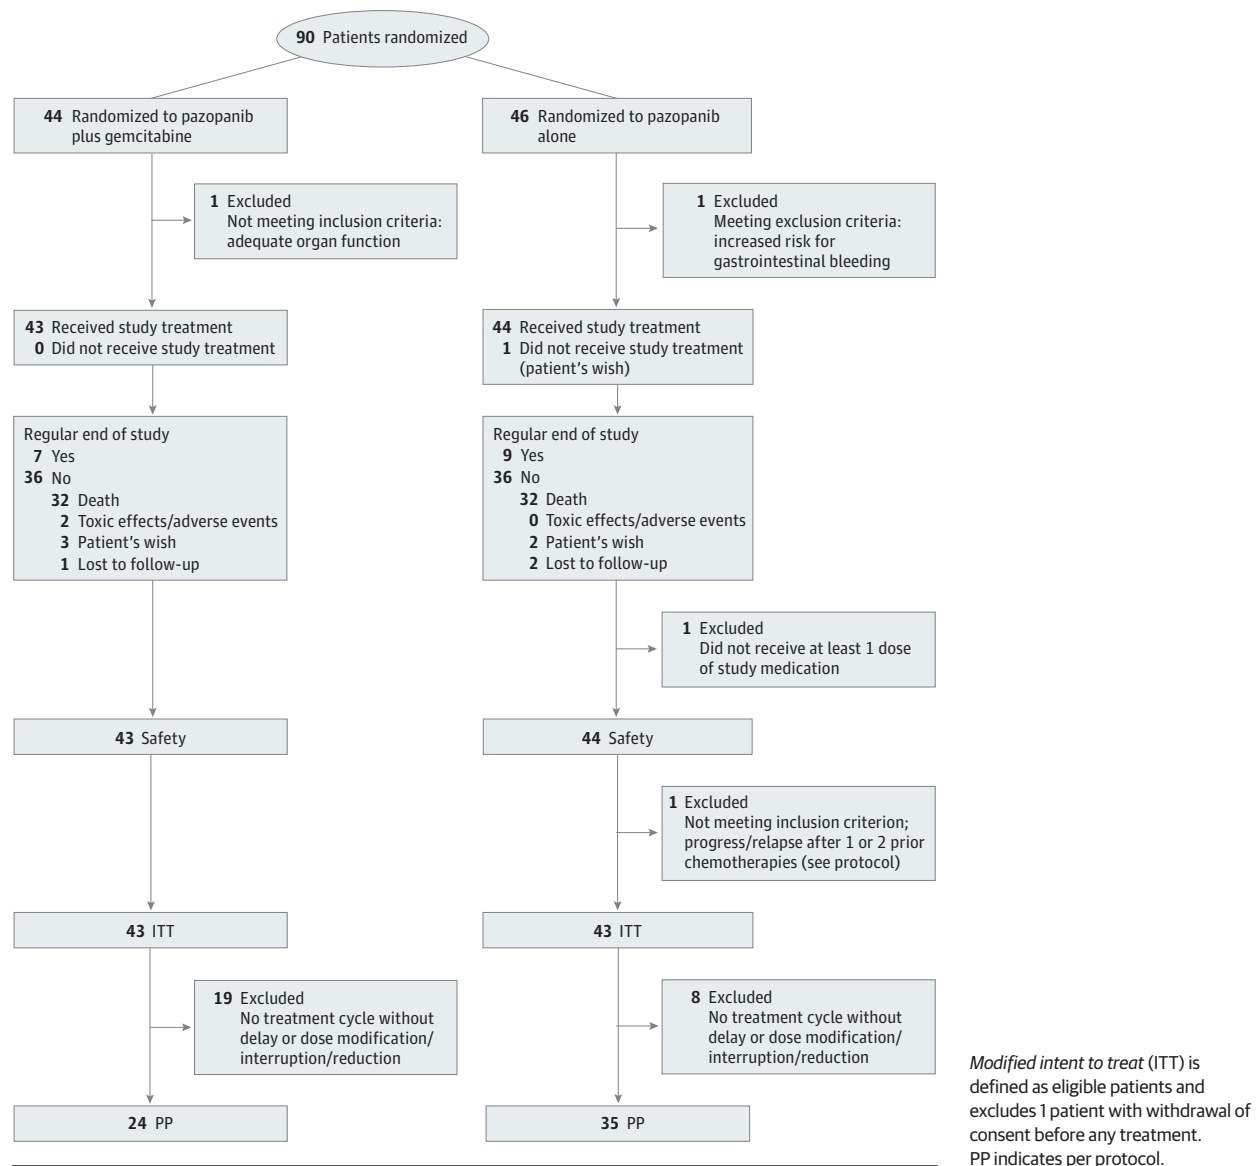 90 Patients randomized
44 Randomized to pazopanib
plus gemcitabine
46 Randomized to pazopanib
alone
1 Excluded
Not meeting inclusion criteria:
adequate organ function
1 Excluded
Meeting exclusion criteria:
increased risk for
gastrointestinal bleeding
43 Received study treatment
0 Did not receive study treatment
44 Received study treatment
1 Did not receive study treatment
(patient's wish)
Regular end of study
7 Yes
36 No
32 Death
2 Toxic effects/adverse events
3 Patient's wish
1 Lost to follow-up
Regular end of study
9 Yes
36 No
32 Death
0 Toxic effects/adverse events
2 Patient's wish
2 Lost to follow-up
1 Excluded
Did not receive at least 1 dose
of study medication
43 Safety
44 Safety
1 Excluded
Not meeting inclusion criterion;
progress/relapse after 1 or 2 prior
chemotherapies (see protocol)
43 ITT
43 ITT
19 Excluded
No treatment cycle without
delay or dose modification/
interruption/reduction
8 Excluded
No treatment cycle without
delay or dose modification/
interruption/reduction
24 PP
35 PP
Modified intent to treat (ITT) is
defined as eligible patients and
excludes 1 patient with withdrawal of
consent before any treatment.
PP indicates per protocol.